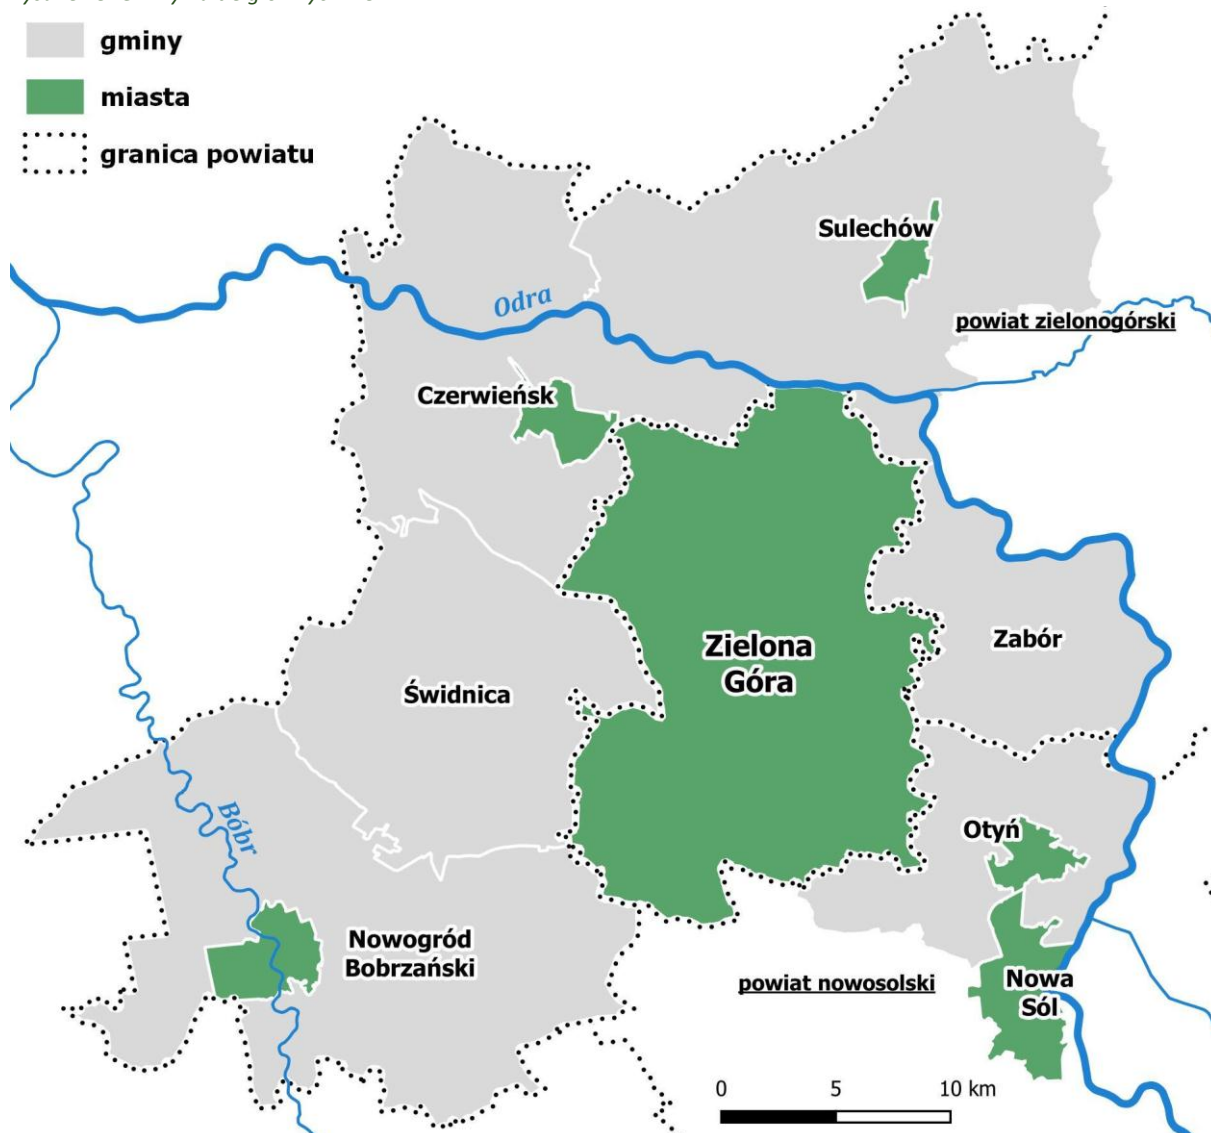 gminy
miasta
granica powiatu
Sulechów
Odra
powiat zielonogórski
Czerwieńsk
Zielona
Góra
Zabór
Świdnica
Bóbr
Otyń
Nowogród
Bobrzański
powiat nowosolski
Nowa
Sól
0 5 10 km